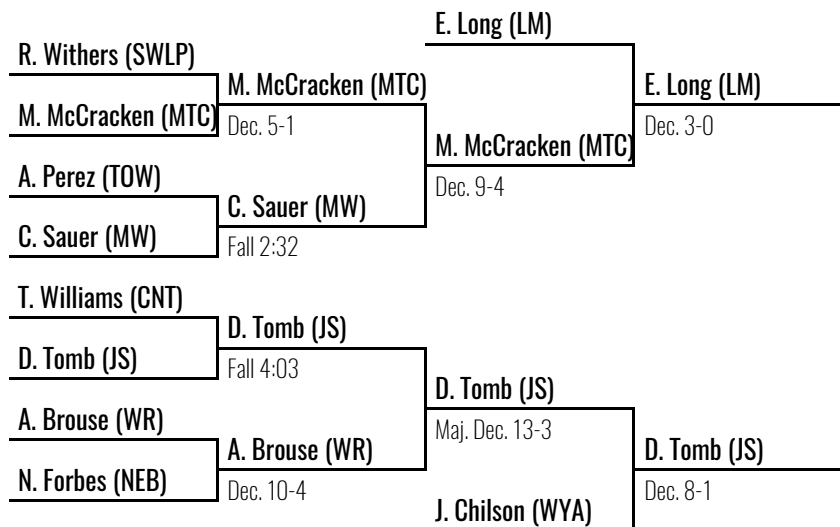 E. Long (LM)
R. Withers (SWLP)
M. McCracken (MTC)
E. Long (LM)
M. McCracken (MTC)
Dec. 5-1
Dec. 3-0
M. McCracken (MTC)
A. Perez (TOW)
Dec. 9-4
C. Sauer (MW)
C. Sauer (MW)
Fall 2:32
T. Williams (CNT)
D. Tomb (JS)
D. Tomb (JS)
Fall 4:03
D. Tomb (JS)
A. Brouse (WR)
Maj. Dec. 13-3
A. Brouse (WR)
D. Tomb (JS)
N. Forbes (NEB)
Dec. 10-4
Dec. 8-1
J. Chilson (WYA)